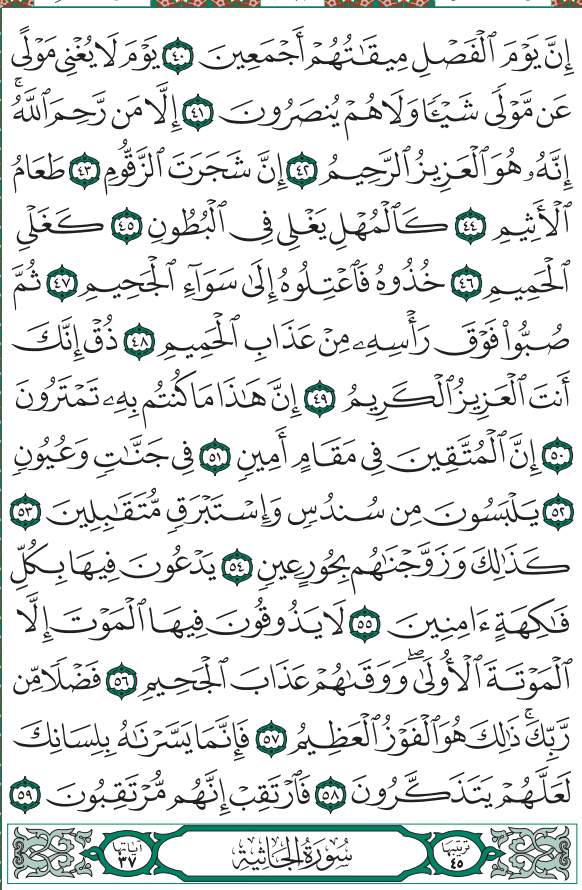 إِنَّ يَوْمَ ٱلْفَصْلِ مِيقَٰتُهُمْ أَجْمَعِينَ ٤٠ يَوْمَ لَا يُغْنِى مَوْلًى
عَن مَّوْلًى شَيْـًٔا وَلَا هُمْ يُنصَرُونَ ٤١ إِلَّا مَن رَّحِمَ ٱللَّهُۚ
إِنَّهُۥ هُوَ ٱلْعَزِيزُ ٱلرَّحِيمُ ٤٢ إِنَّ شَجَرَتَ ٱلزَّقُّومِ ٤٣ طَعَامُ
ٱلْأَثِيمِ ٤٤ كَٱلْمُهْلِ يَغْلِى فِى ٱلْبُطُونِ ٤٥ كَغَلْىِ
ٱلْحَمِيمِ ٤٦ خُذُوهُ فَٱعْتِلُوهُ إِلَىٰ سَوَآءِ ٱلْجَحِيمِ ٤٧ ثُمَّ
صُبُّوا۟ فَوْقَ رَأْسِهِۦ مِنْ عَذَابِ ٱلْحَمِيمِ ٤٨ ذُقْ إِنَّكَ
أَنتَ ٱلْعَزِيزُ ٱلْكَرِيمُ ٤٩ إِنَّ هَٰذَا مَا كُنتُم بِهِۦ تَمْتَرُونَ
٥٠ إِنَّ ٱلْمُتَّقِينَ فِى مَقَامٍ أَمِينٍ ٥١ فِى جَنَّٰتٍ وَعُيُونٍ
٥٢ يَلْبَسُونَ مِن سُندُسٍ وَإِسْتَبْرَقٍ مُّتَقَٰبِلِينَ ٥٣
كَذَٰلِكَ وَزَوَّجْنَٰهُم بِحُورٍ عِينٍ ٥٤ يَدْعُونَ فِيهَا بِكُلِّ
فَٰكِهَةٍ ءَامِنِينَ ٥٥ لَا يَذُوقُونَ فِيهَا ٱلْمَوْتَ إِلَّا
ٱلْمَوْتَةَ ٱلْأُولَىٰۖ وَوَقَىٰهُمْ عَذَابَ ٱلْجَحِيمِ ٥٦ فَضْلًا مِّن
رَّبِّكَۚ ذَٰلِكَ هُوَ ٱلْفَوْزُ ٱلْعَظِيمُ ٥٧ فَإِنَّمَا يَسَّرْنَٰهُ بِلِسَانِكَ
لَعَلَّهُمْ يَتَذَكَّرُونَ ٥٨ فَٱرْتَقِبْ إِنَّهُم مُّرْتَقِبُونَ ٥٩
ترتيبها ٤٥ سُورَةُ الجَاثِيَةِ آياتها ٣٧